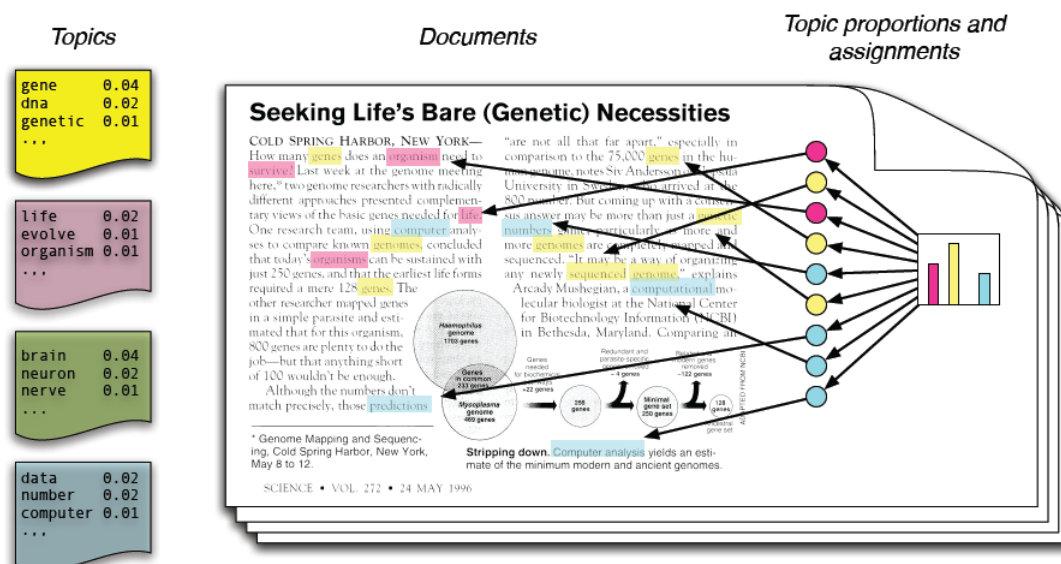 Topics
Documents
Topic proportions and
assignments
gene 0.04
dna 0.02
genetic 0.01
...
life 0.02
evolve 0.01
organism 0.01
...
brain 0.04
neuron 0.02
nerve 0.01
...
data 0.02
number 0.02
computer 0.01
...
Seeking Life's Bare (Genetic) Necessities
COLD SPRING HARBOR, NEW YORK—
How many genes does an organism need to
survive? Last week at the genome meeting
here,* two genome researchers with radically
different approaches presented complemen-
tary views of the basic genes needed for life.
One research team, using computer analy-
ses to compare known genomes, concluded
that today's organisms can be sustained with
just 250 genes, and that the earliest life forms
required a mere 128 genes. The
other researcher mapped genes
in a simple parasite and esti-
mated that for this organism,
800 genes are plenty to do the
job—but that anything short
of 100 wouldn't be enough.
Although the numbers don't
match precisely, those predictions
* Genome Mapping and Sequenc-
ing, Cold Spring Harbor, New York,
May 8 to 12.
SCIENCE • VOL. 272 • 24 MAY 1996
"are not all that far apart," especially in
comparison to the 75,000 genes in the hu-
man genome, notes Siv Andersson of Uppsala
University in Sweden, who arrived at the
800 number. But coming up with a consen-
sus answer may be more than just a genetic
numbers game, particularly as more and
more genomes are completely mapped and
sequenced. "It may be a way of organizing
any newly sequenced genome," explains
Arcady Mushegian, a computational mo-
lecular biologist at the National Center
for Biotechnology Information (NCBI)
in Bethesda, Maryland. Comparing an
Haemophilus
genome
1703 genes
Genes
in common
233 genes
Mycoplasma
genome
469 genes
Genes
needed
for biochemical
+22 genes
256
genes
Redundant and
parasite-specific
genes removed
– 4 genes
Minimal
gene set
250 genes
genes
removed
–122 genes
128
genes
Ancestral
gene set
ADAPTED FROM NCBI
Stripping down. Computer analysis yields an esti-
mate of the minimum modern and ancient genomes.